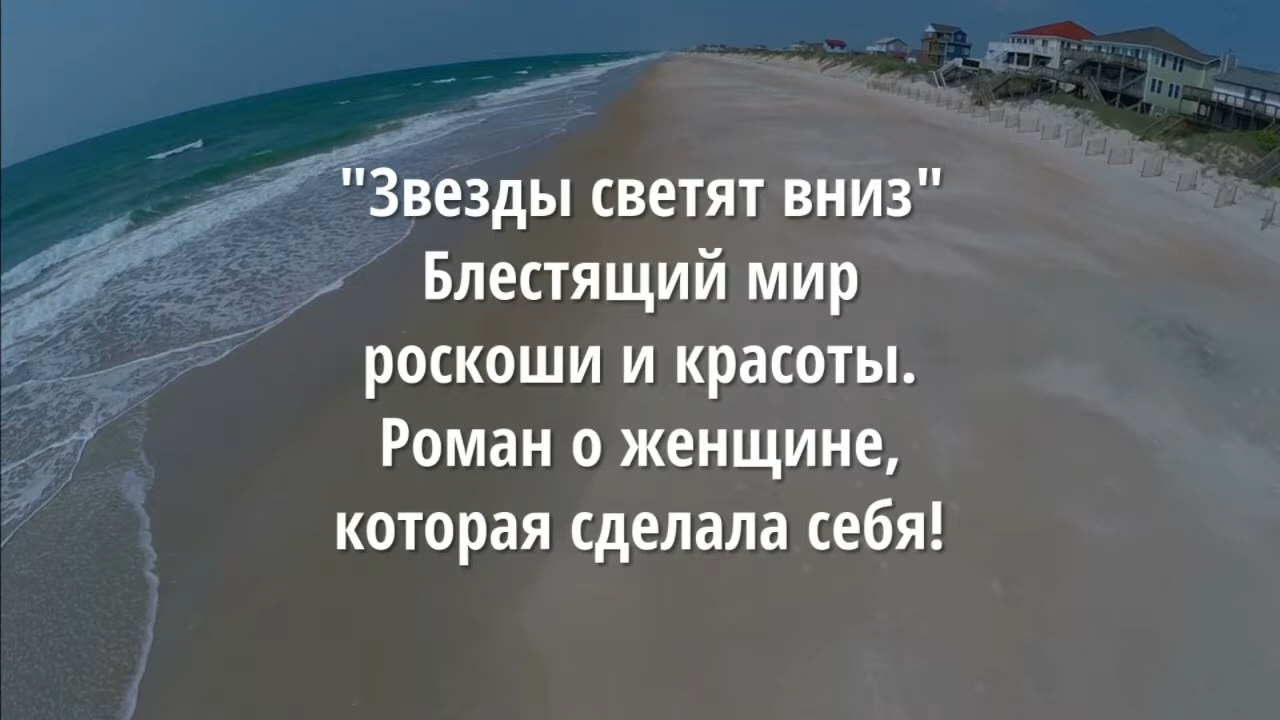 "Звезды светят вниз"
Блестящий мир
роскоши и красоты.
Роман о женщине,
которая сделала себя!